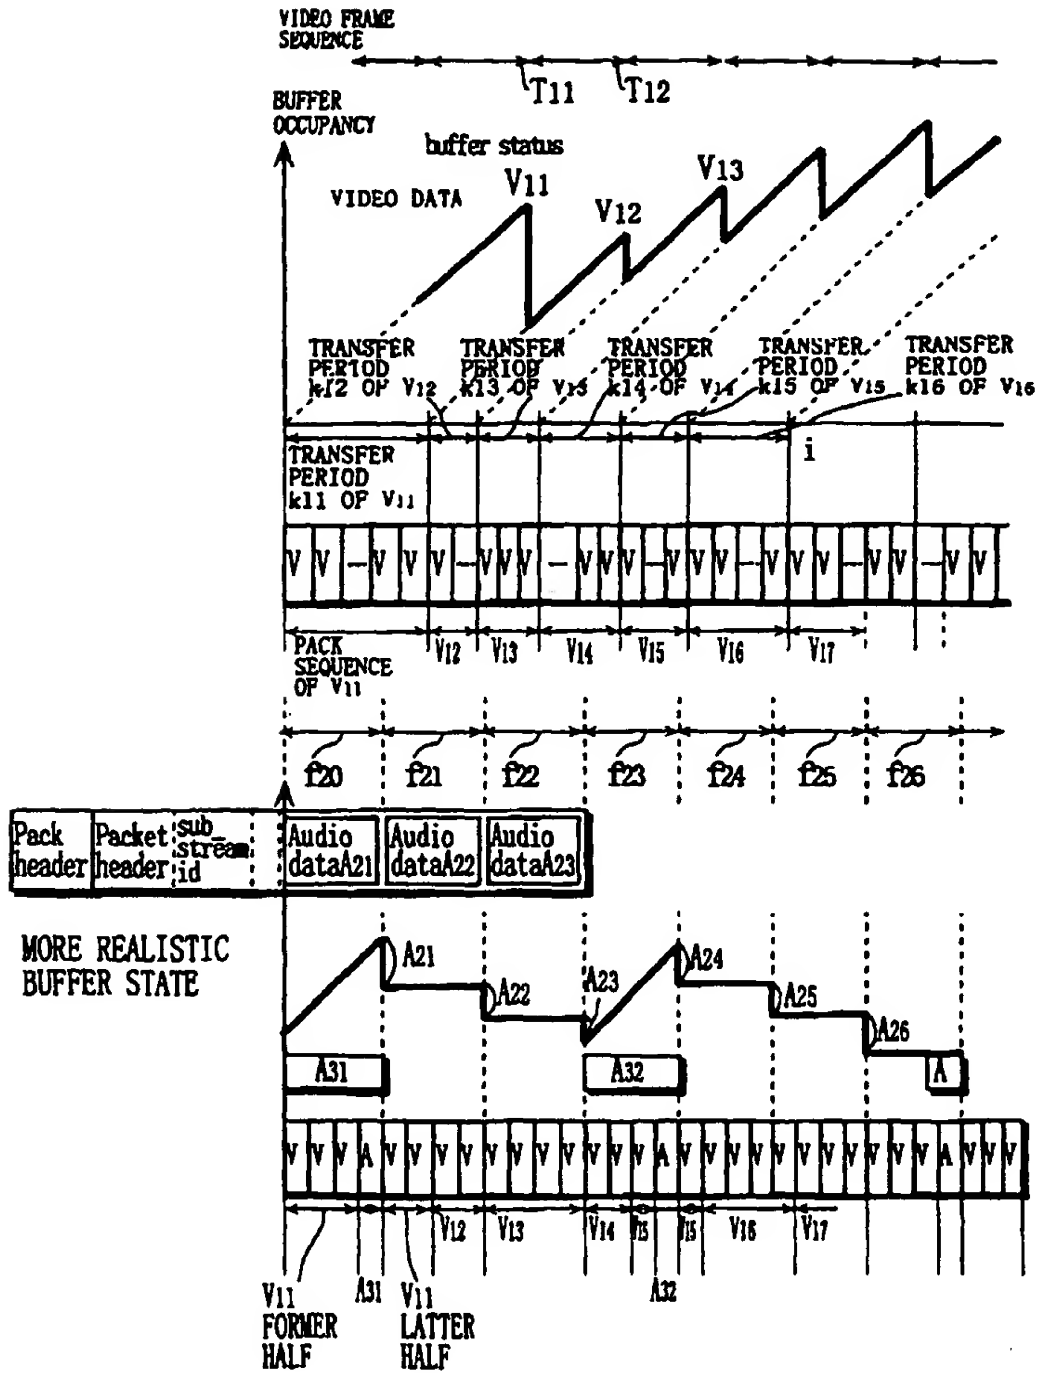 VIDEO FRAME
SEQUENCE
T11 T12
BUFFER
OCCUPANCY
buffer status
VIDEO DATA
V11
V12
V13
TRANSFER PERIOD k12 OF V12
TRANSFER PERIOD k13 OF V13
TRANSFER PERIOD k14 OF V14
TRANSFER PERIOD k15 OF V15
TRANSFER PERIOD k16 OF V16
i
TRANSFER
PERIOD
k11 OF V11
V V - V V V - V V V - V V V - V V V - V V V - V V - V V
PACK
SEQUENCE
OF V11
V12 V13 V14 V15 V16 V17
f20 f21 f22 f23 f24 f25 f26
Pack header
Packet header
sub_stream id
Audio dataA21
Audio dataA22
Audio dataA23
MORE REALISTIC
BUFFER STATE
A21 A22 A23 A24 A25 A26
A31 A32 A
V V V A V V V V V V V V V V V A V V V V V V V V V V V A V V V
V12 V13 V14 V15 V15 V16 V17
A31 A32
V11
FORMER
HALF
V11
LATTER
HALF